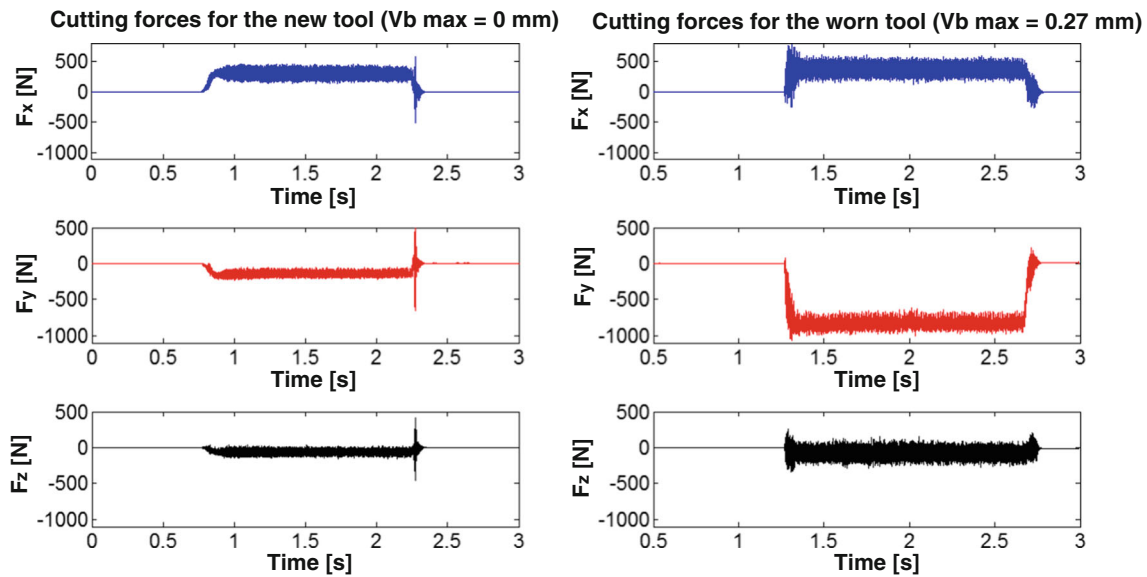 Cutting forces for the new tool (Vb max = 0 mm)
500
0
-500
-1000
Fx [N]
0 0.5 1 1.5 2 2.5 3
Time [s]
500
0
-500
-1000
Fy [N]
0 0.5 1 1.5 2 2.5 3
Time [s]
500
0
-500
-1000
Fz [N]
0 0.5 1 1.5 2 2.5 3
Time [s]
Cutting forces for the worn tool (Vb max = 0.27 mm)
500
0
-500
-1000
Fx [N]
0.5 1 1.5 2 2.5 3
Time [s]
500
0
-500
-1000
Fy [N]
0.5 1 1.5 2 2.5 3
Time [s]
500
0
-500
-1000
Fz [N]
0.5 1 1.5 2 2.5 3
Time [s]